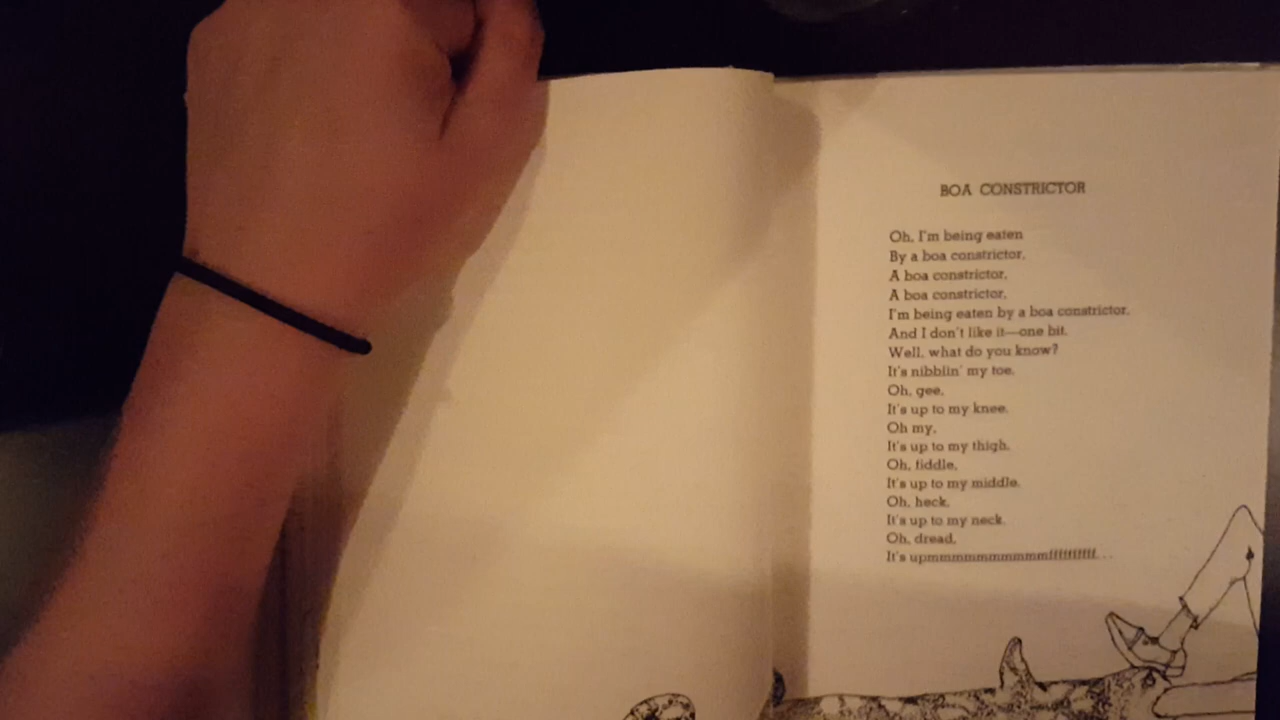 BOA CONSTRICTOR
Oh, I'm being eaten
By a boa constrictor,
A boa constrictor,
A boa constrictor,
I'm being eaten by a boa constrictor,
And I don't like it—one bit.
Well, what do you know?
It's nibblin' my toe.
Oh, gee,
It's up to my knee.
Oh my,
It's up to my thigh.
Oh, fiddle,
It's up to my middle.
Oh, heck,
It's up to my neck.
Oh, dread,
It's upmmmmmmmmmmffffffffff...